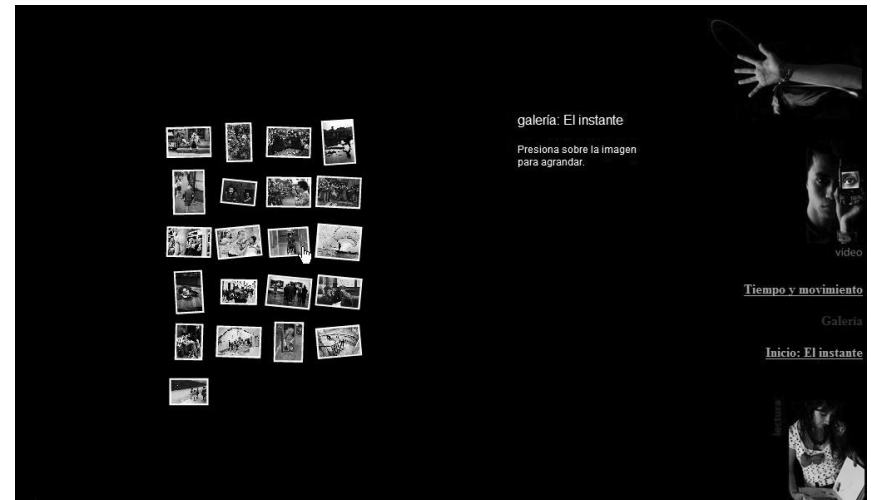 galería: El instante
Presiona sobre la imagen
para agrandar.
video
Tiempo y movimiento
Galería
Inicio: El instante
lectura